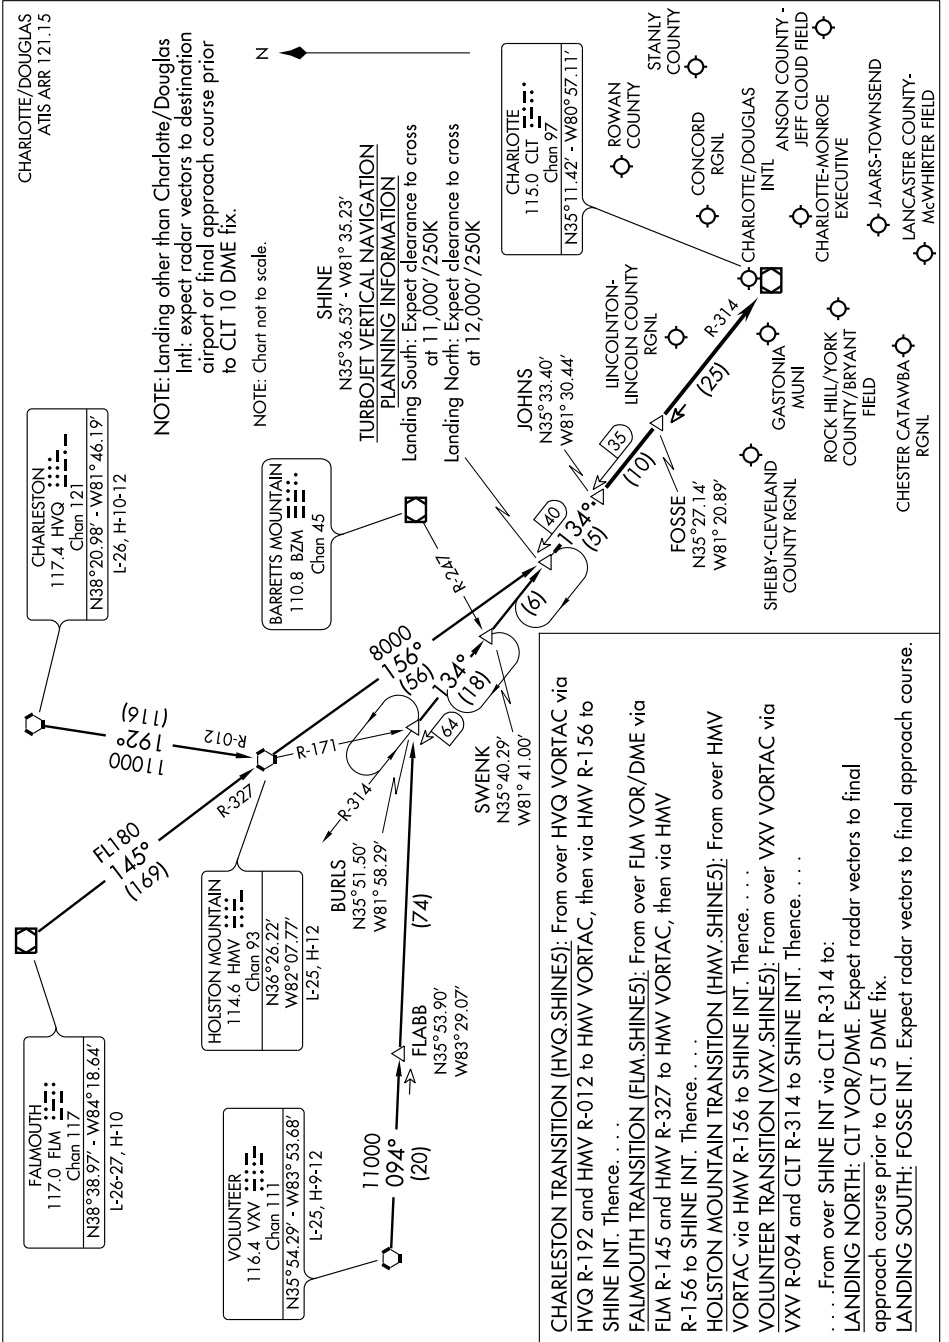 CHARLOTTE/DOUGLAS
ATIS ARR 121.15
NOTE: Landing other than Charlotte/Douglas
Intl: expect radar vectors to destination
airport or final approach course prior
to CLT 10 DME fix.
NOTE: Chart not to scale.
N
SHINE
N35°36.53' - W81° 35.23'
TURBOJET VERTICAL NAVIGATION
PLANNING INFORMATION
Landing South: Expect clearance to cross
at 11,000'/250K
Landing North: Expect clearance to cross
at 12,000'/250K
CHARLOTTE
115.0 CLT
Chan 97
N35°11.42' - W80°57.11'
STANLY
COUNTY
ROWAN
COUNTY
CONCORD
RGNL
CHARLOTTE/DOUGLAS
INTL
ANSON COUNTY -
JEFF CLOUD FIELD
CHARLOTTE-MONROE
EXECUTIVE
JAARS-TOWNSEND
LANCASTER COUNTY-
McWHIRTER FIELD
LINCOLNTON-
LINCOLN COUNTY
RGNL
GASTONIA
MUNI
ROCK HILL/YORK
COUNTY/BRYANT
FIELD
CHESTER CATAWBA
RGNL
SHELBY-CLEVELAND
COUNTY RGNL
CHARLESTON
117.4 HVQ
Chan 121
N38°20.98' - W81°46.19'
L-26, H-10-12
BARRETTS MOUNTAIN
110.8 BZM
Chan 45
FALMOUTH
117.0 FLM
Chan 117
N38°38.97' - W84°18.64'
L-26-27, H-10
HOLSTON MOUNTAIN
114.6 HMV
Chan 93
N36°26.22'
W82°07.77'
L-25, H-12
VOLUNTEER
116.4 VXV
Chan 111
N35°54.29' - W83°53.68'
L-25, H-9-12
FL180
145°
(169)
R-327
11000
192°
(116)
R-012
R-171
8000
156°
(56)
R-247
134°
(18)
64
R-314
BURLS
N35°51.50'
W81° 58.29'
(74)
FLABB
N35°53.90'
W83°29.07'
11000
094°
(20)
SWENK
N35°40.29'
W81° 41.00'
(6)
40
134°
(5)
JOHNS
N35°33.40'
W81° 30.44'
35
(10)
FOSSE
N35°27.14'
W81° 20.89'
(25)
R-314
CHARLESTON TRANSITION (HVQ.SHINE5): From over HVQ VORTAC via
HVQ R-192 and HMV R-012 to HMV VORTAC, then via HMV R-156 to
SHINE INT. Thence. . . .
FALMOUTH TRANSITION (FLM.SHINE5): From over FLM VOR/DME via
FLM R-145 and HMV R-327 to HMV VORTAC, then via HMV
R-156 to SHINE INT. Thence. . . .
HOLSTON MOUNTAIN TRANSITION (HMV.SHINE5): From over HMV
VORTAC via HMV R-156 to SHINE INT. Thence. . . .
VOLUNTEER TRANSITION (VXV.SHINE5): From over VXV VORTAC via
VXV R-094 and CLT R-314 to SHINE INT. Thence. . . .
. . . .From over SHINE INT via CLT R-314 to:
LANDING NORTH: CLT VOR/DME. Expect radar vectors to final
approach course prior to CLT 5 DME fix.
LANDING SOUTH: FOSSE INT. Expect radar vectors to final approach course.